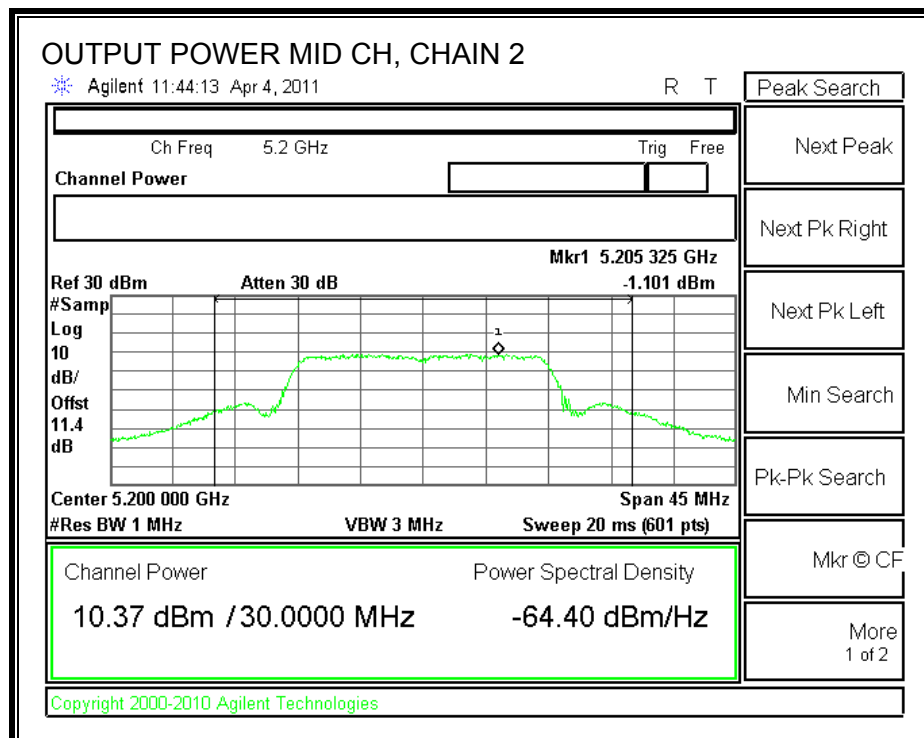 OUTPUT POWER MID CH, CHAIN 2
Agilent 11:44:13 Apr 4, 2011 R T
Peak Search
Ch Freq 5.2 GHz Trig Free
Channel Power
Mkr1 5.205 325 GHz
Ref 30 dBm Atten 30 dB -1.101 dBm
#Samp
Log
10
dB/
Offst
11.4
dB
1
Center 5.200 000 GHz Span 45 MHz
#Res BW 1 MHz VBW 3 MHz Sweep 20 ms (601 pts)
Channel Power Power Spectral Density
10.37 dBm / 30.0000 MHz -64.40 dBm/Hz
Copyright 2000-2010 Agilent Technologies
Next Peak
Next Pk Right
Next Pk Left
Min Search
Pk-Pk Search
Mkr © CF
More
1 of 2